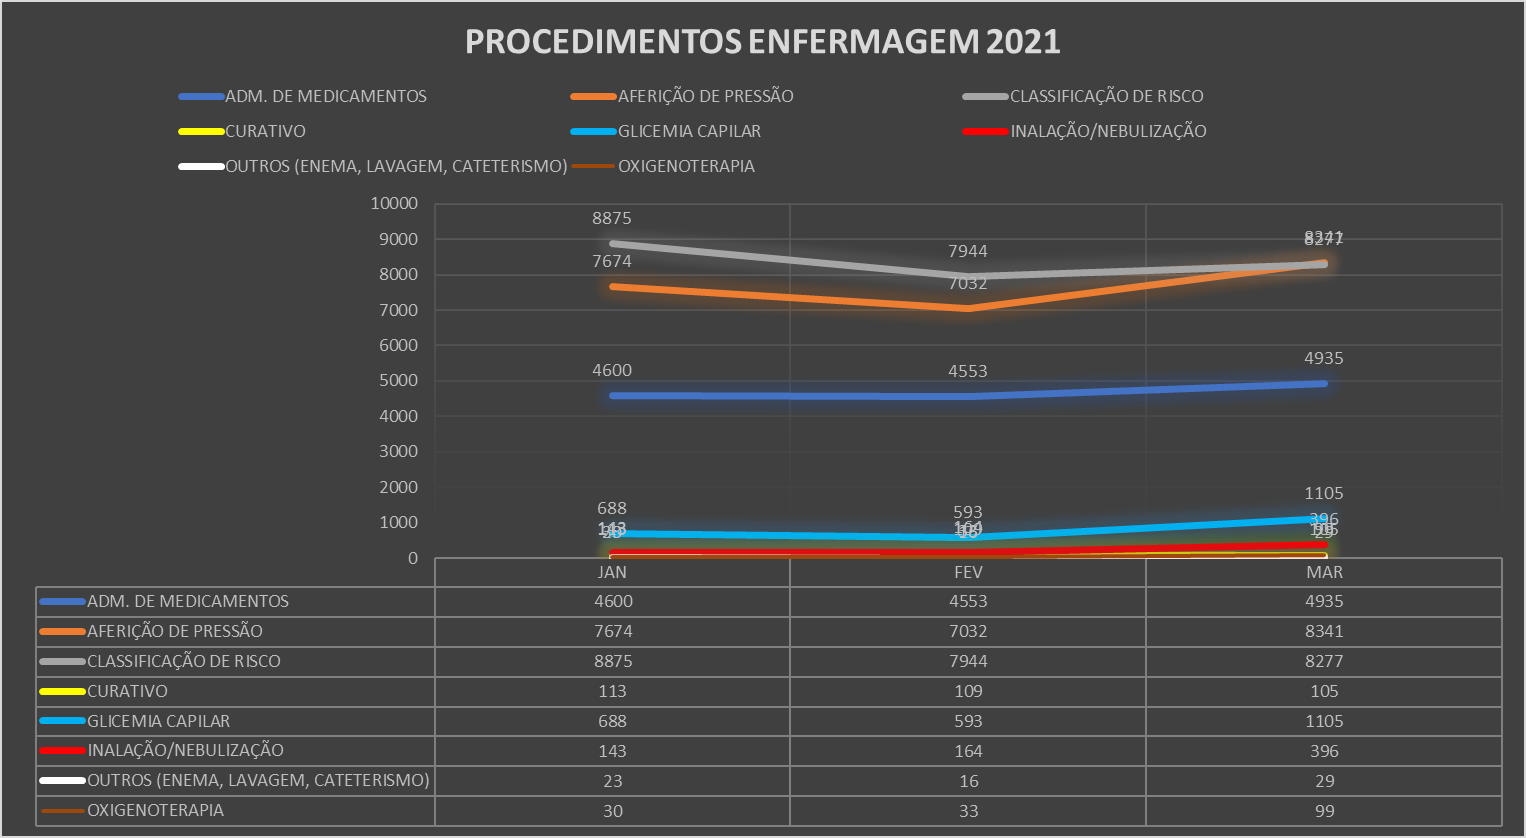 PROCEDIMENTOS ENFERMAGEM 2021
ADM. DE MEDICAMENTOS AFERIÇÃO DE PRESSÃO CLASSIFICAÇÃO DE RISCO
CURATIVO GLICEMIA CAPILAR INALAÇÃO/NEBULIZAÇÃO
OUTROS (ENEMA, LAVAGEM, CATETERISMO) OXIGENOTERAPIA
10000
9000
8000
7000
6000
5000
4000
3000
2000
1000
0
8875
7944
8341
8277
7674
7032
4600
4553
4935
688
593
1105
164
396
JAN FEV MAR
ADM. DE MEDICAMENTOS 4600 4553 4935
AFERIÇÃO DE PRESSÃO 7674 7032 8341
CLASSIFICAÇÃO DE RISCO 8875 7944 8277
CURATIVO 113 109 105
GLICEMIA CAPILAR 688 593 1105
INALAÇÃO/NEBULIZAÇÃO 143 164 396
OUTROS (ENEMA, LAVAGEM, CATETERISMO) 23 16 29
OXIGENOTERAPIA 30 33 99